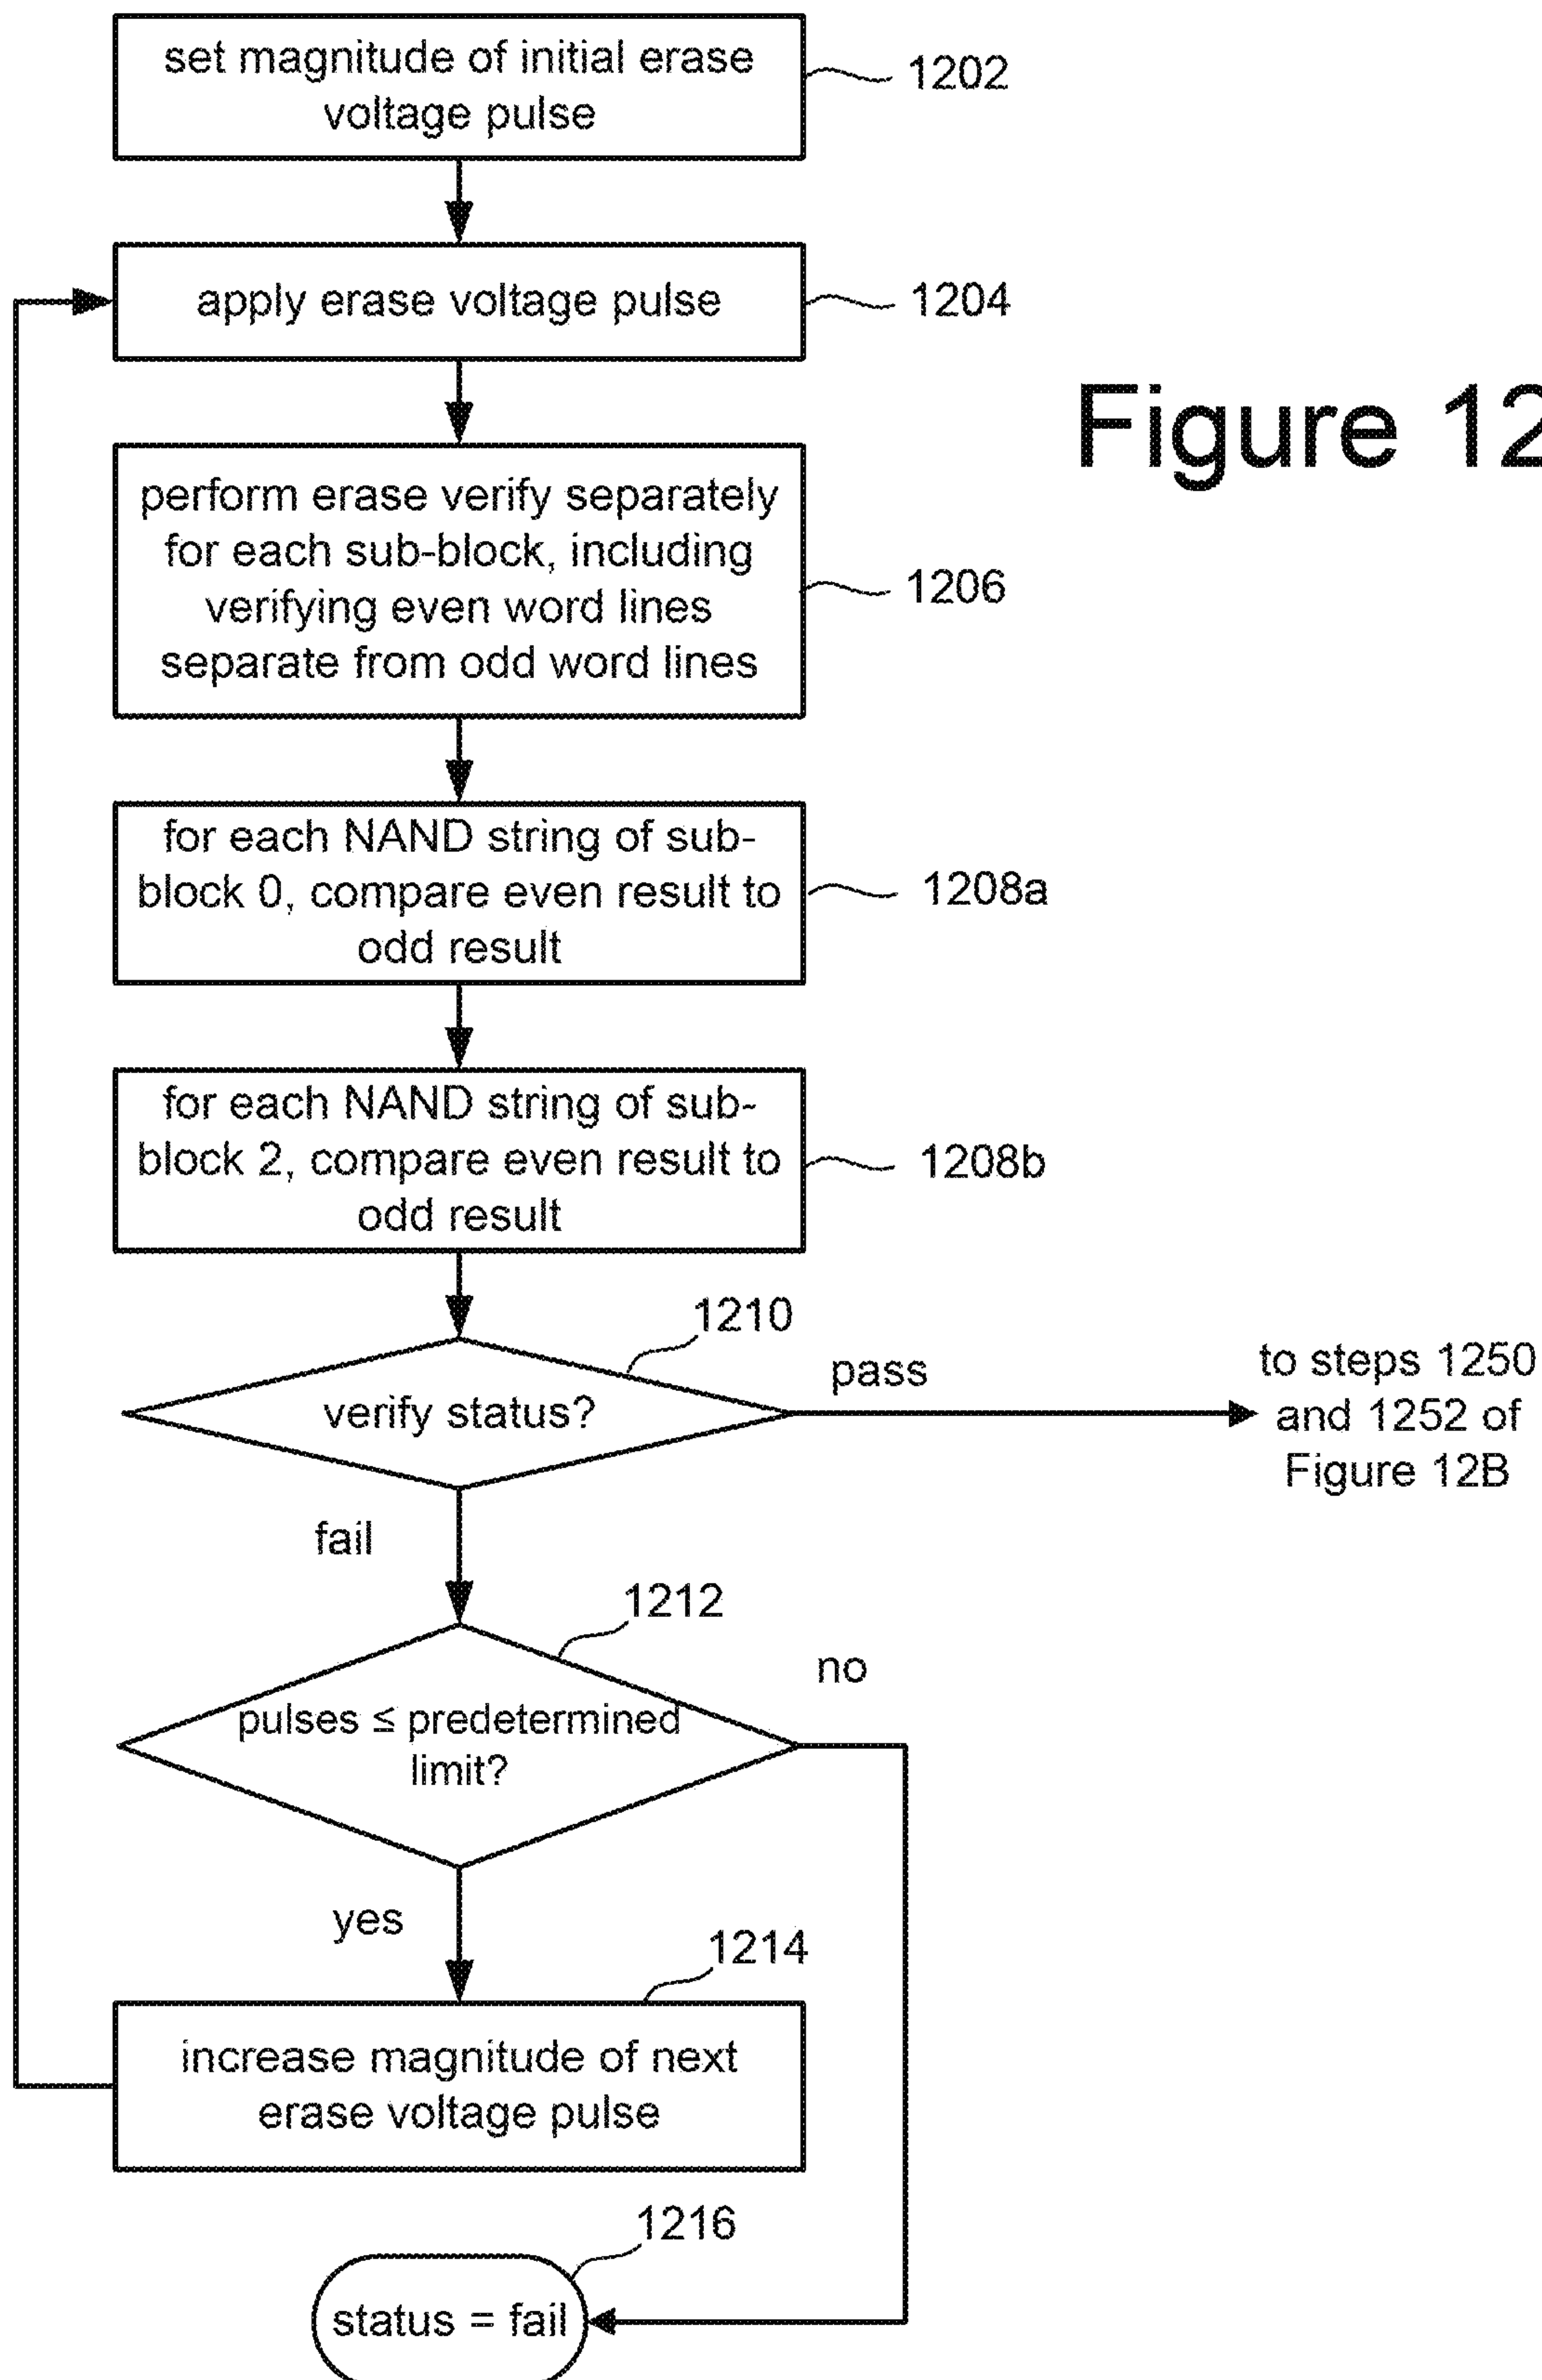 set magnitude of initial erase
voltage pulse
1202
apply erase voltage pulse
1204
Figure 12
perform erase verify separately
for each sub-block, including
verifying even word lines
separate from odd word lines
1206
for each NAND string of sub-
block 0, compare even result to
odd result
1208a
for each NAND string of sub-
block 2, compare even result to
odd result
1208b
1210
verify status?
pass
to steps 1250
and 1252 of
Figure 12B
fail
1212
pulses ≤ predetermined
limit?
no
yes
1214
increase magnitude of next
erase voltage pulse
1216
status = fail